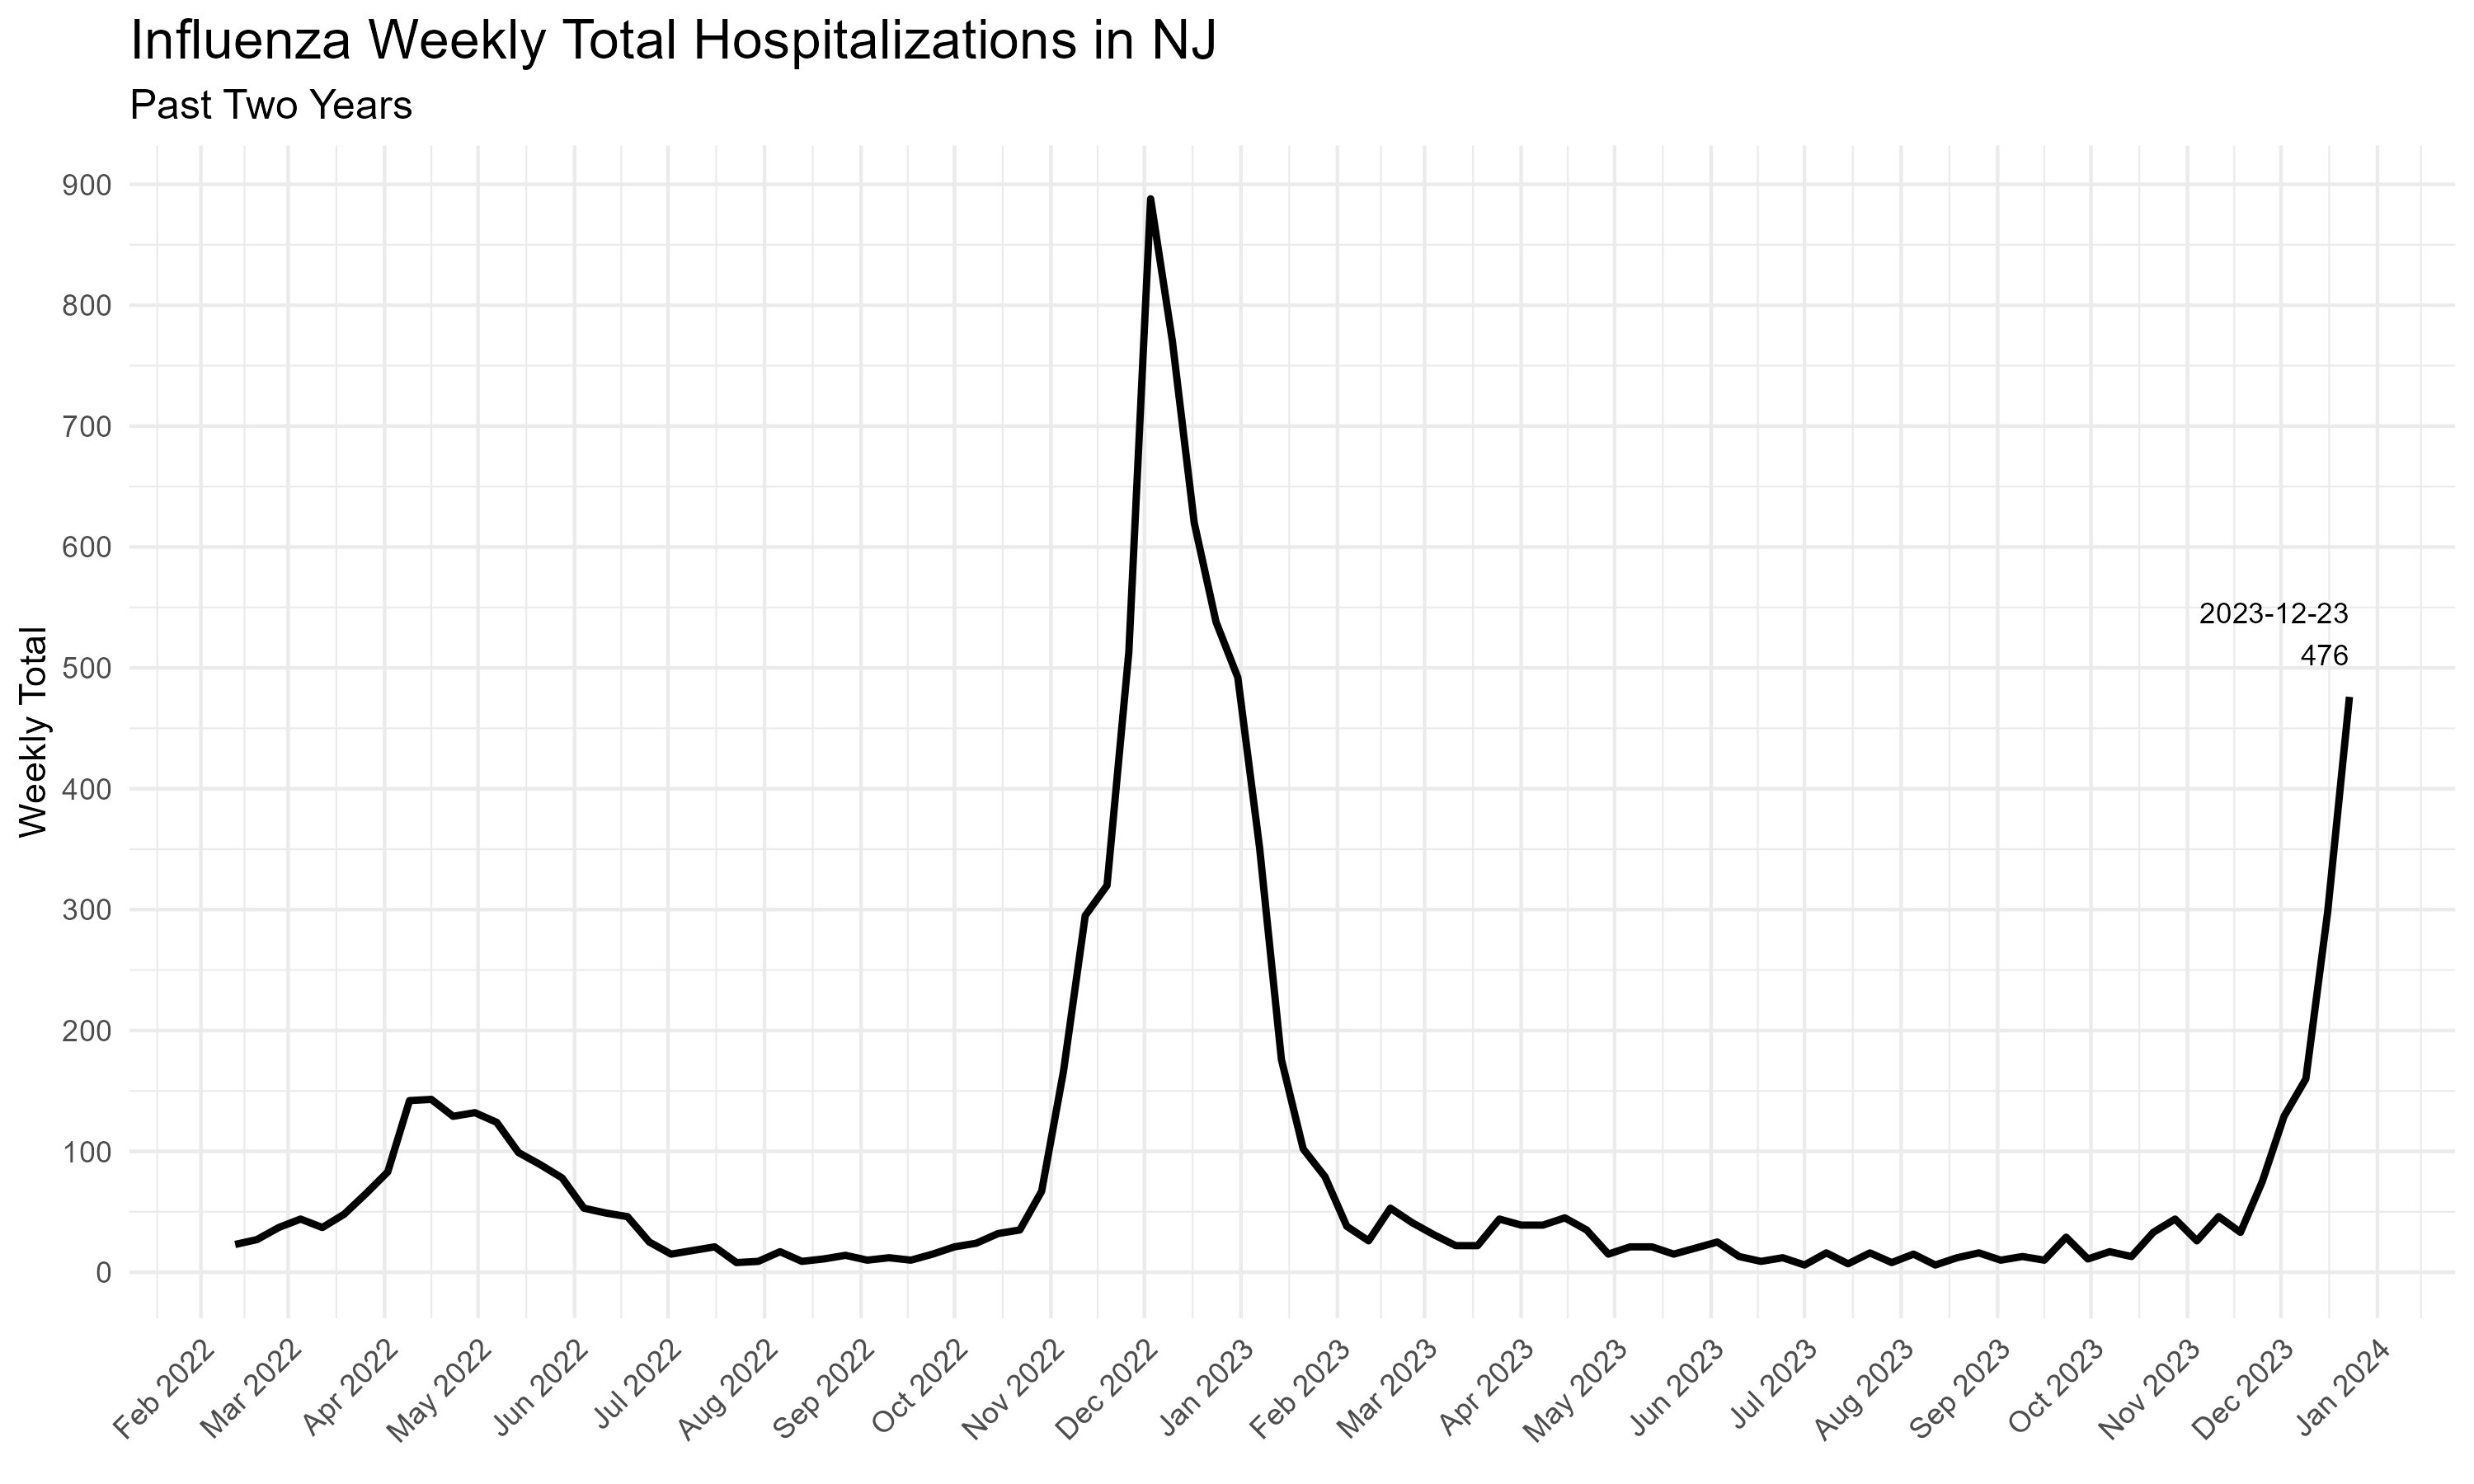 Influenza Weekly Total Hospitalizations in NJ
Past Two Years
Weekly Total
900
800
700
600
500
400
300
200
100
0
2023-12-23
476
Feb 2022
Mar 2022
Apr 2022
May 2022
Jun 2022
Jul 2022
Aug 2022
Sep 2022
Oct 2022
Nov 2022
Dec 2022
Jan 2023
Feb 2023
Mar 2023
Apr 2023
May 2023
Jun 2023
Jul 2023
Aug 2023
Sep 2023
Oct 2023
Nov 2023
Dec 2023
Jan 2024